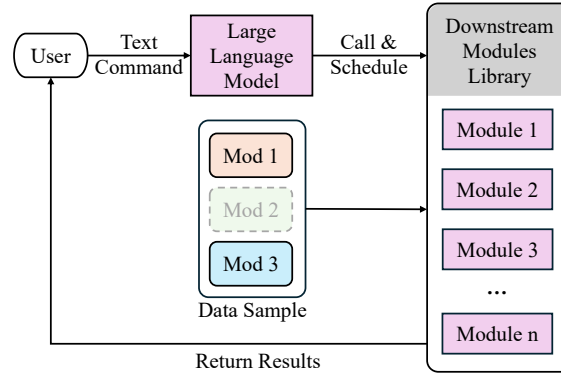 User
Text
Command
Large
Language
Model
Call &
Schedule
Downstream
Modules
Library
Mod 1
Mod 2
Mod 3
Data Sample
Module 1
Module 2
Module 3
...
Module n
Return Results